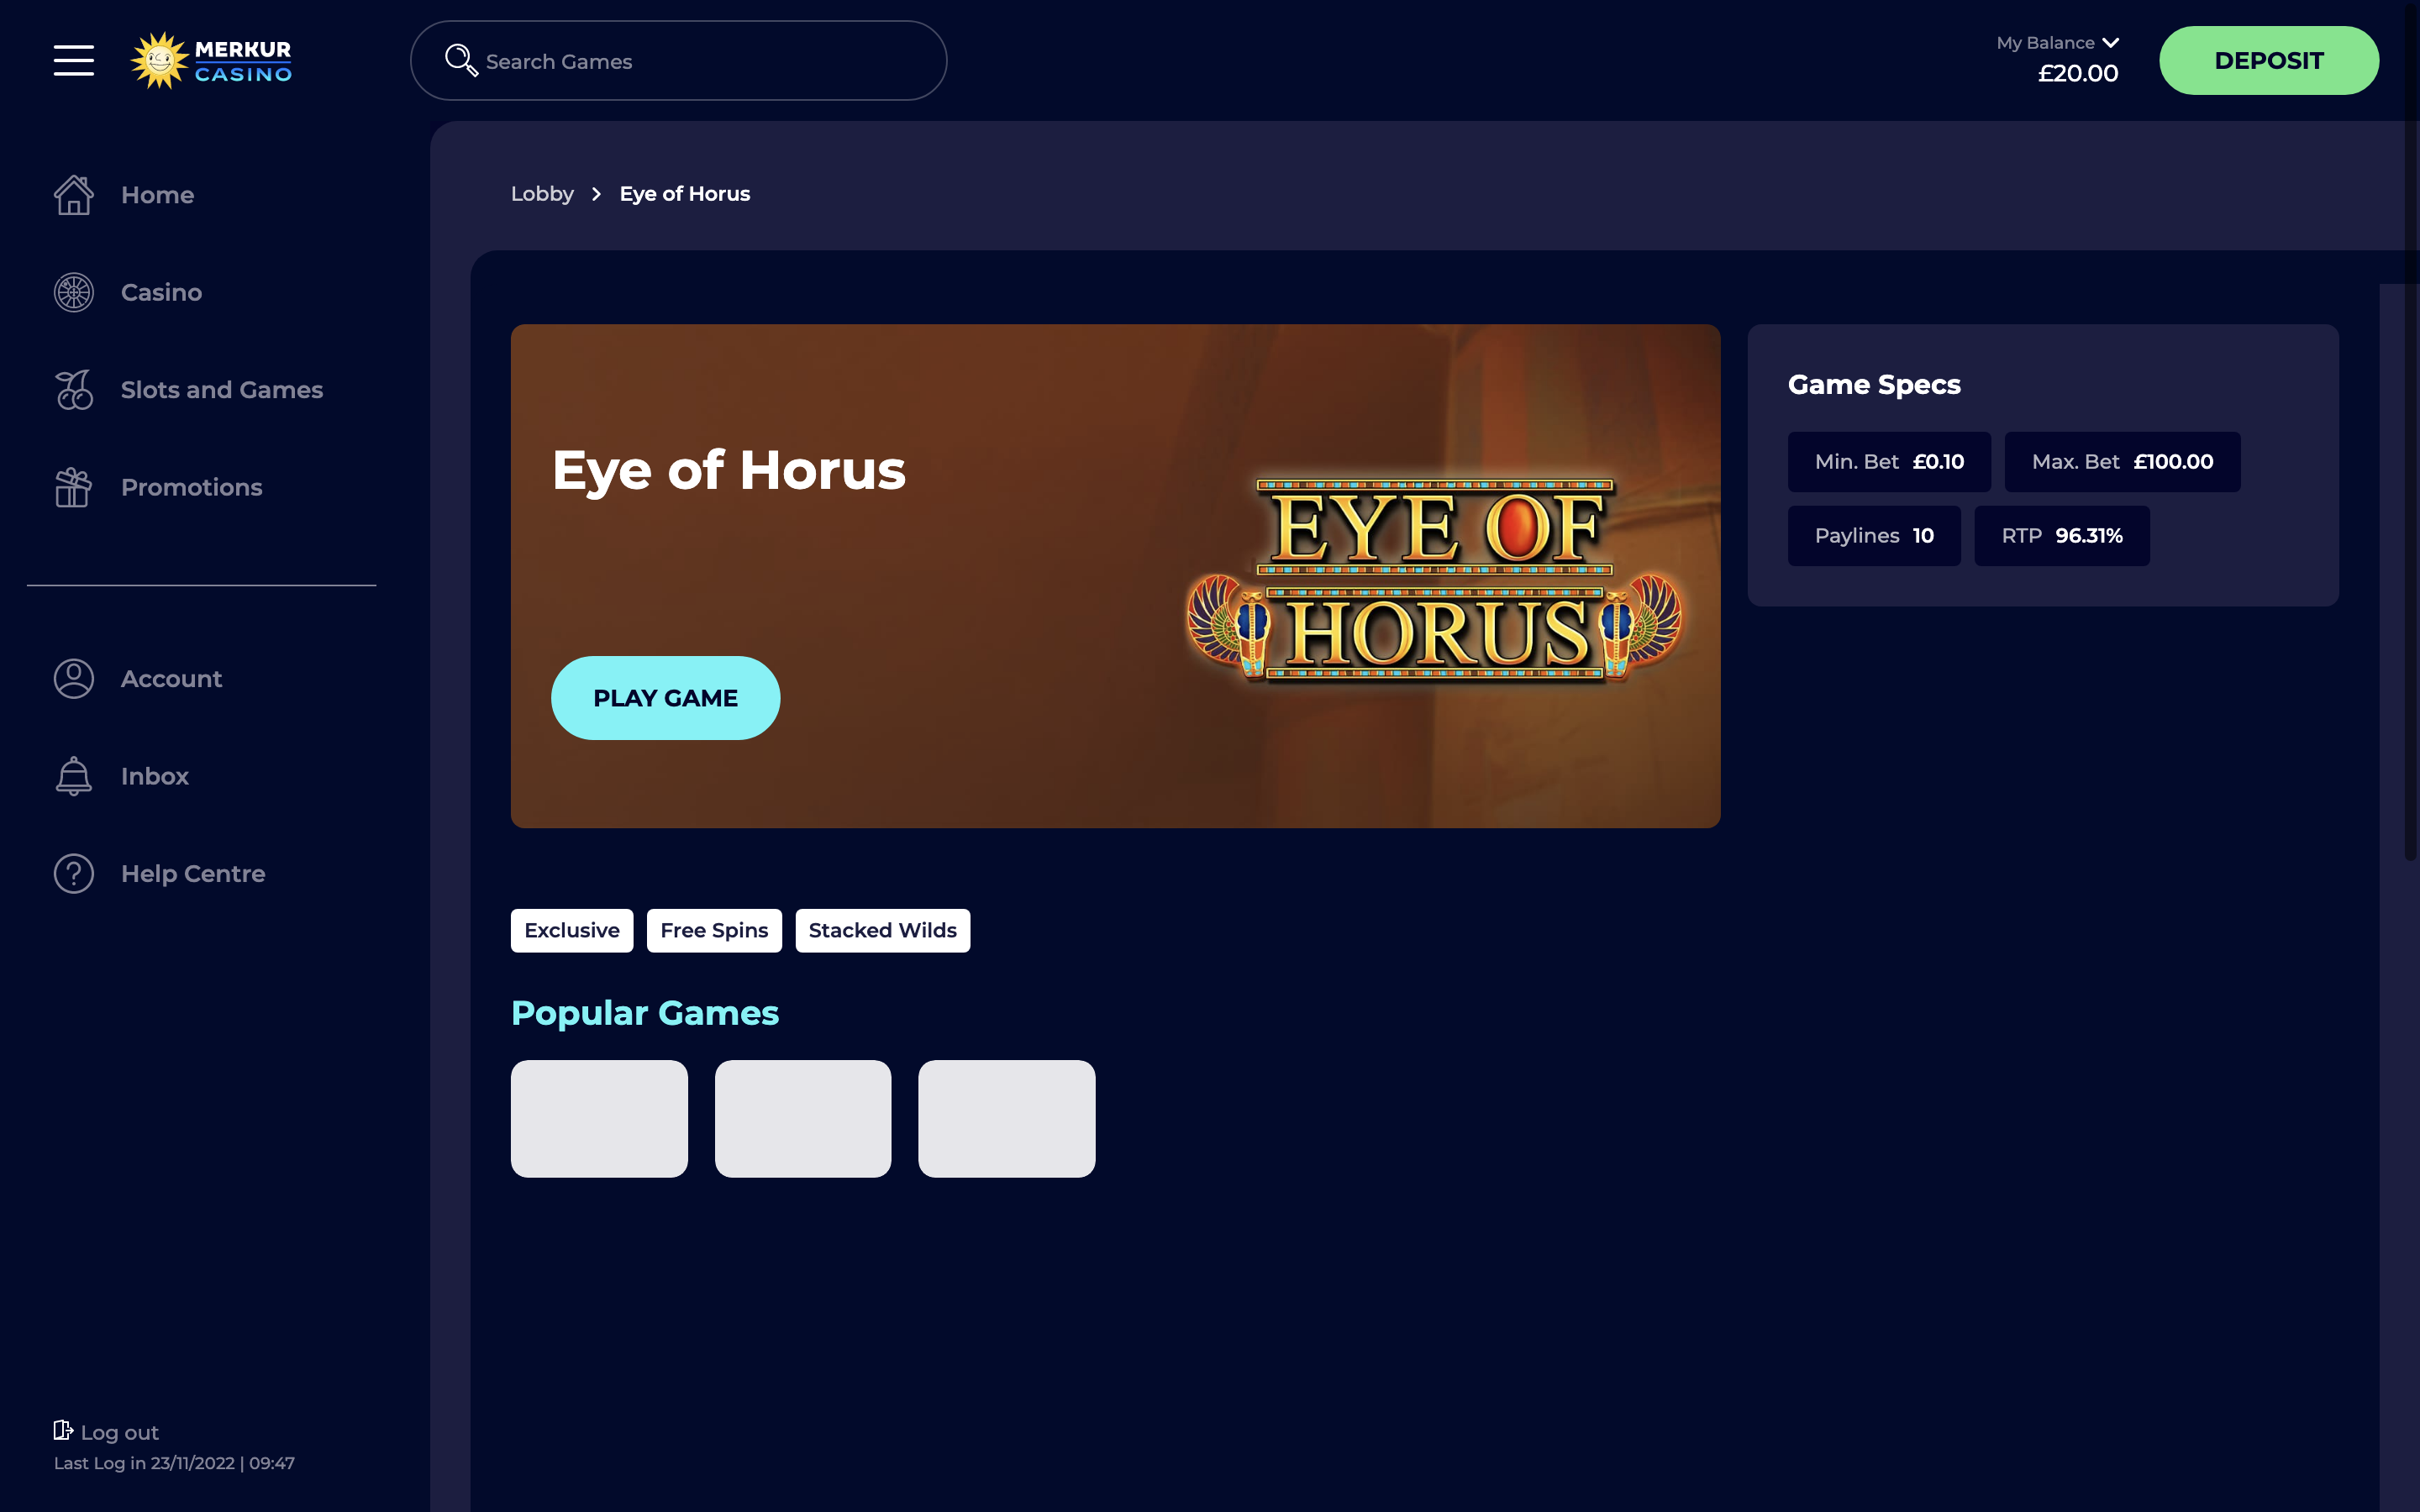 MERKUR
CASINO
Search Games
My Balance
£20.00
DEPOSIT
Home
Casino
Slots and Games
Promotions
Account
Inbox
Help Centre
Log out
Last Log in 23/11/2022 | 09:47
Lobby > Eye of Horus
Eye of Horus
PLAY GAME
EYE OF
HORUS
Game Specs
Min. Bet £0.10
Max. Bet £100.00
Paylines 10
RTP 96.31%
Exclusive
Free Spins
Stacked Wilds
Popular Games